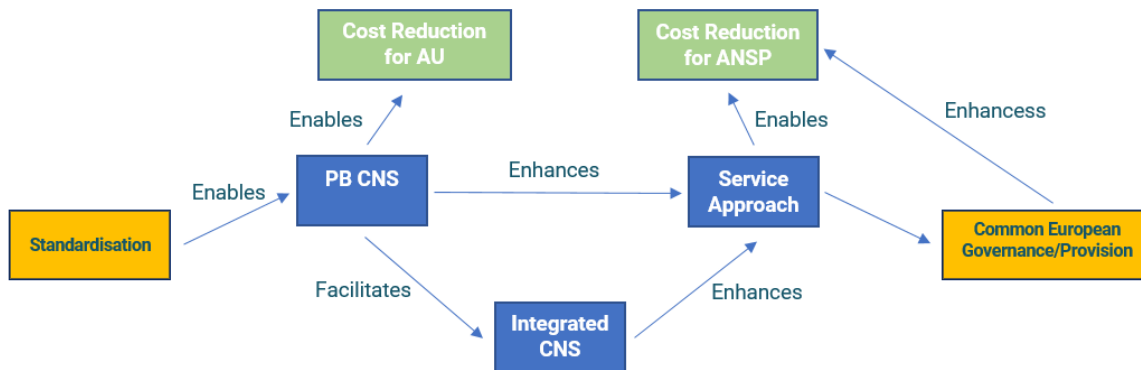 Cost Reduction
for AU
Cost Reduction
for ANSP
Enables
Enables
Enhancess
PB CNS
Enhances
Service
Approach
Enables
Standardisation
Common European
Governance/Provision
Facilitates
Enhances
Integrated
CNS